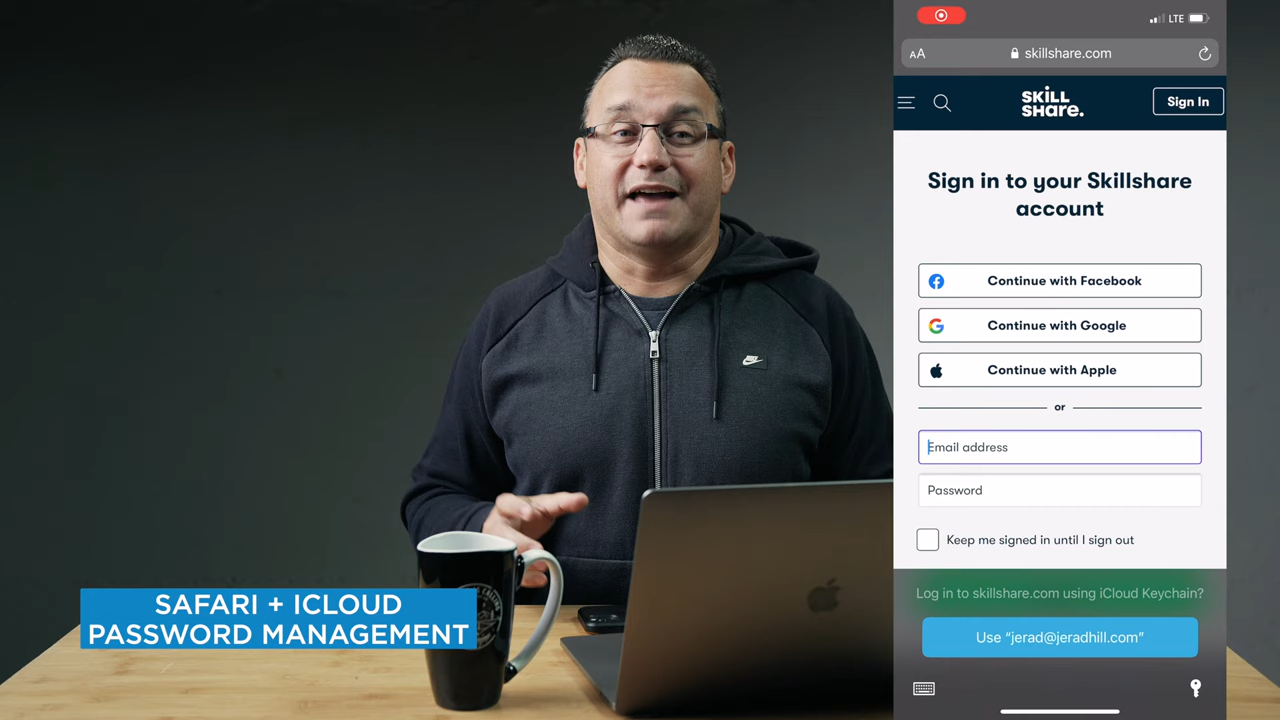 LTE
AA
skillshare.com
SKILL
SHARE.
Sign In
Sign in to your Skillshare
account
Continue with Facebook
Continue with Google
Continue with Apple
or
Email address
Password
Keep me signed in until I sign out
Log in to skillshare.com using iCloud Keychain?
Use “jerad@jeradhill.com”
SAFARI + ICLOUD
PASSWORD MANAGEMENT